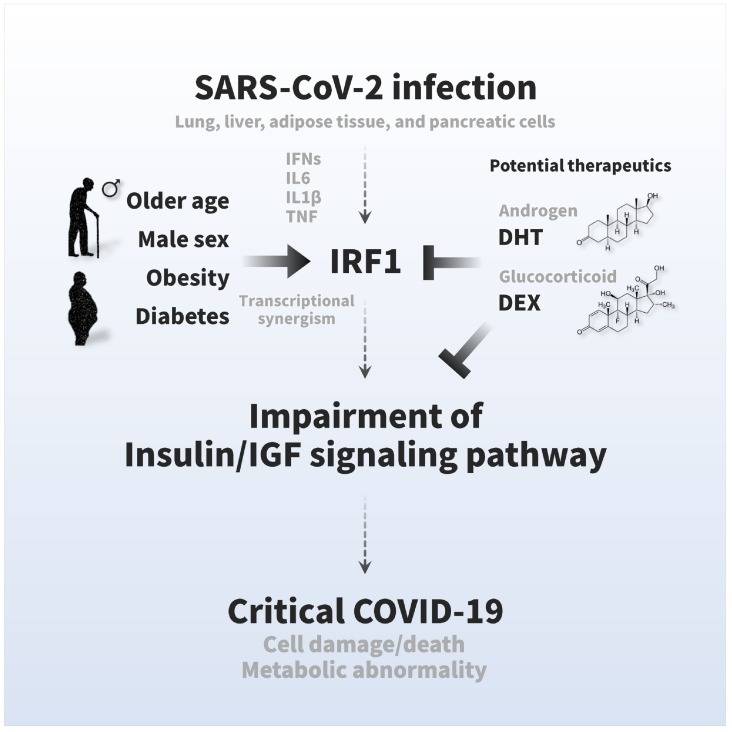 SARS-CoV-2 infection
Lung, liver, adipose tissue, and pancreatic cells
IFNs
IL6
IL1β
TNF
Older age
Male sex
Obesity
Diabetes
Transcriptional
synergism
IRF1
Potential therapeutics
Androgen
DHT
OH
H
H
H
H
O
Glucocorticoid
DEX
OH
O
H₃C
OH
HO
H₃C
CH₃
H
F
H
O
Impairment of
Insulin/IGF signaling pathway
Critical COVID-19
Cell damage/death
Metabolic abnormality